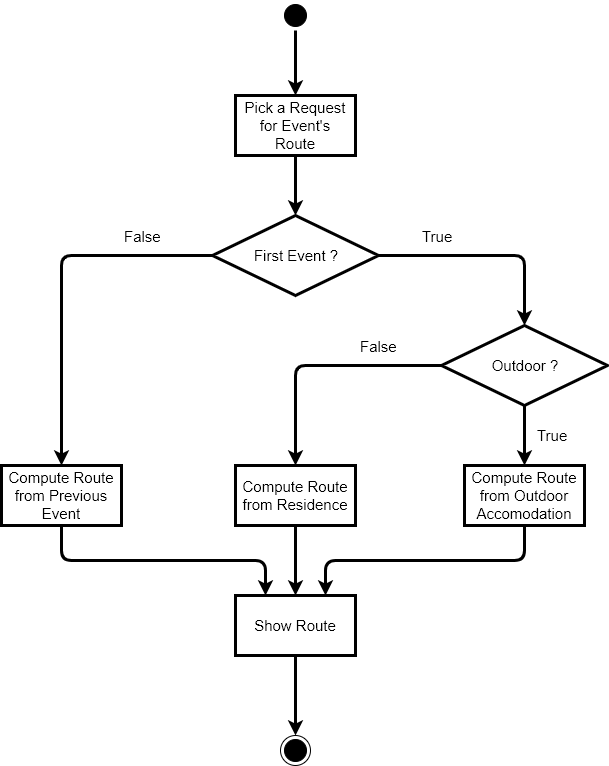 Pick a Request
for Event's
Route
False
First Event ?
True
False
Outdoor ?
True
Compute Route
from Previous
Event
Compute Route
from Residence
Compute Route
from Outdoor
Accomodation
Show Route